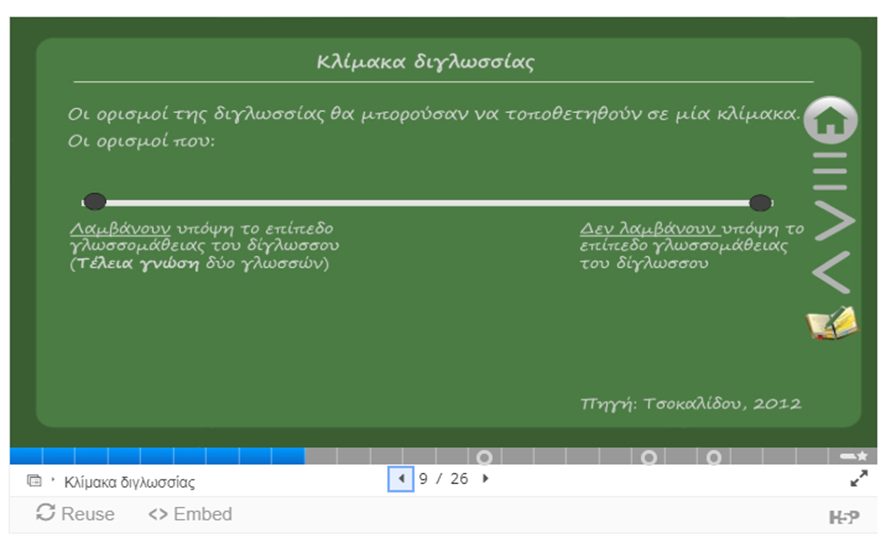 Κλίμακα διγλωσσίας
Οι ορισμοί της διγλωσσίας θα μπορούσαν να τοποθετηθούν σε μία κλίμακα.
Οι ορισμοί που:
Λαμβάνουν υπόψη το επίπεδο
γλωσσομάθειας του δίγλωσσου
(Τέλεια γνώση δύο γλωσσών)
Δεν λαμβάνουν υπόψη το
επίπεδο γλωσσομάθειας
του δίγλωσσου
Πηγή: Τσοκαλίδου, 2012
Κλίμακα διγλωσσίας
9 / 26
Reuse <> Embed
H5P